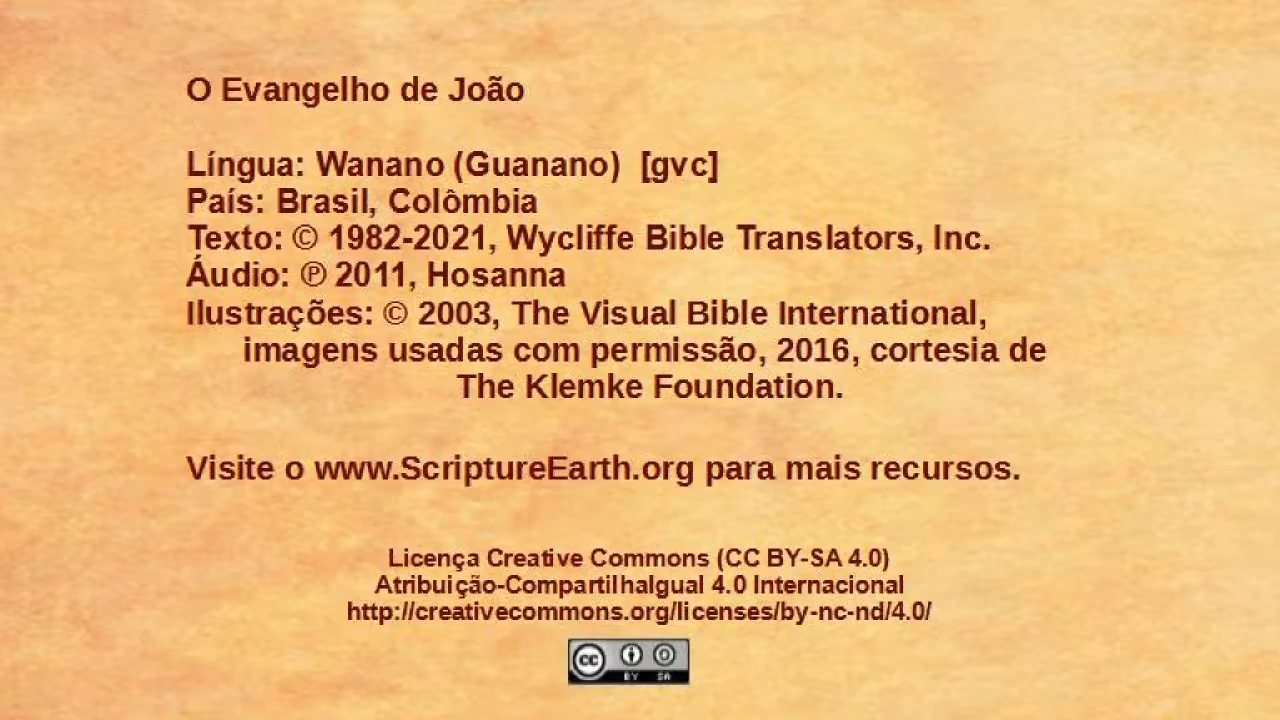 O Evangelho de João
Língua: Wanano (Guanano) [gvc]
País: Brasil, Colômbia
Texto: © 1982-2021, Wycliffe Bible Translators, Inc.
Áudio: ℗ 2011, Hosanna
Ilustrações: © 2003, The Visual Bible International,
imagens usadas com permissão, 2016, cortesia de
The Klemke Foundation.
Visite o www.ScriptureEarth.org para mais recursos.
Licença Creative Commons (CC BY-SA 4.0)
Atribuição-CompartilhaIgual 4.0 Internacional
http://creativecommons.org/licenses/by-nc-nd/4.0/
cc BY SA